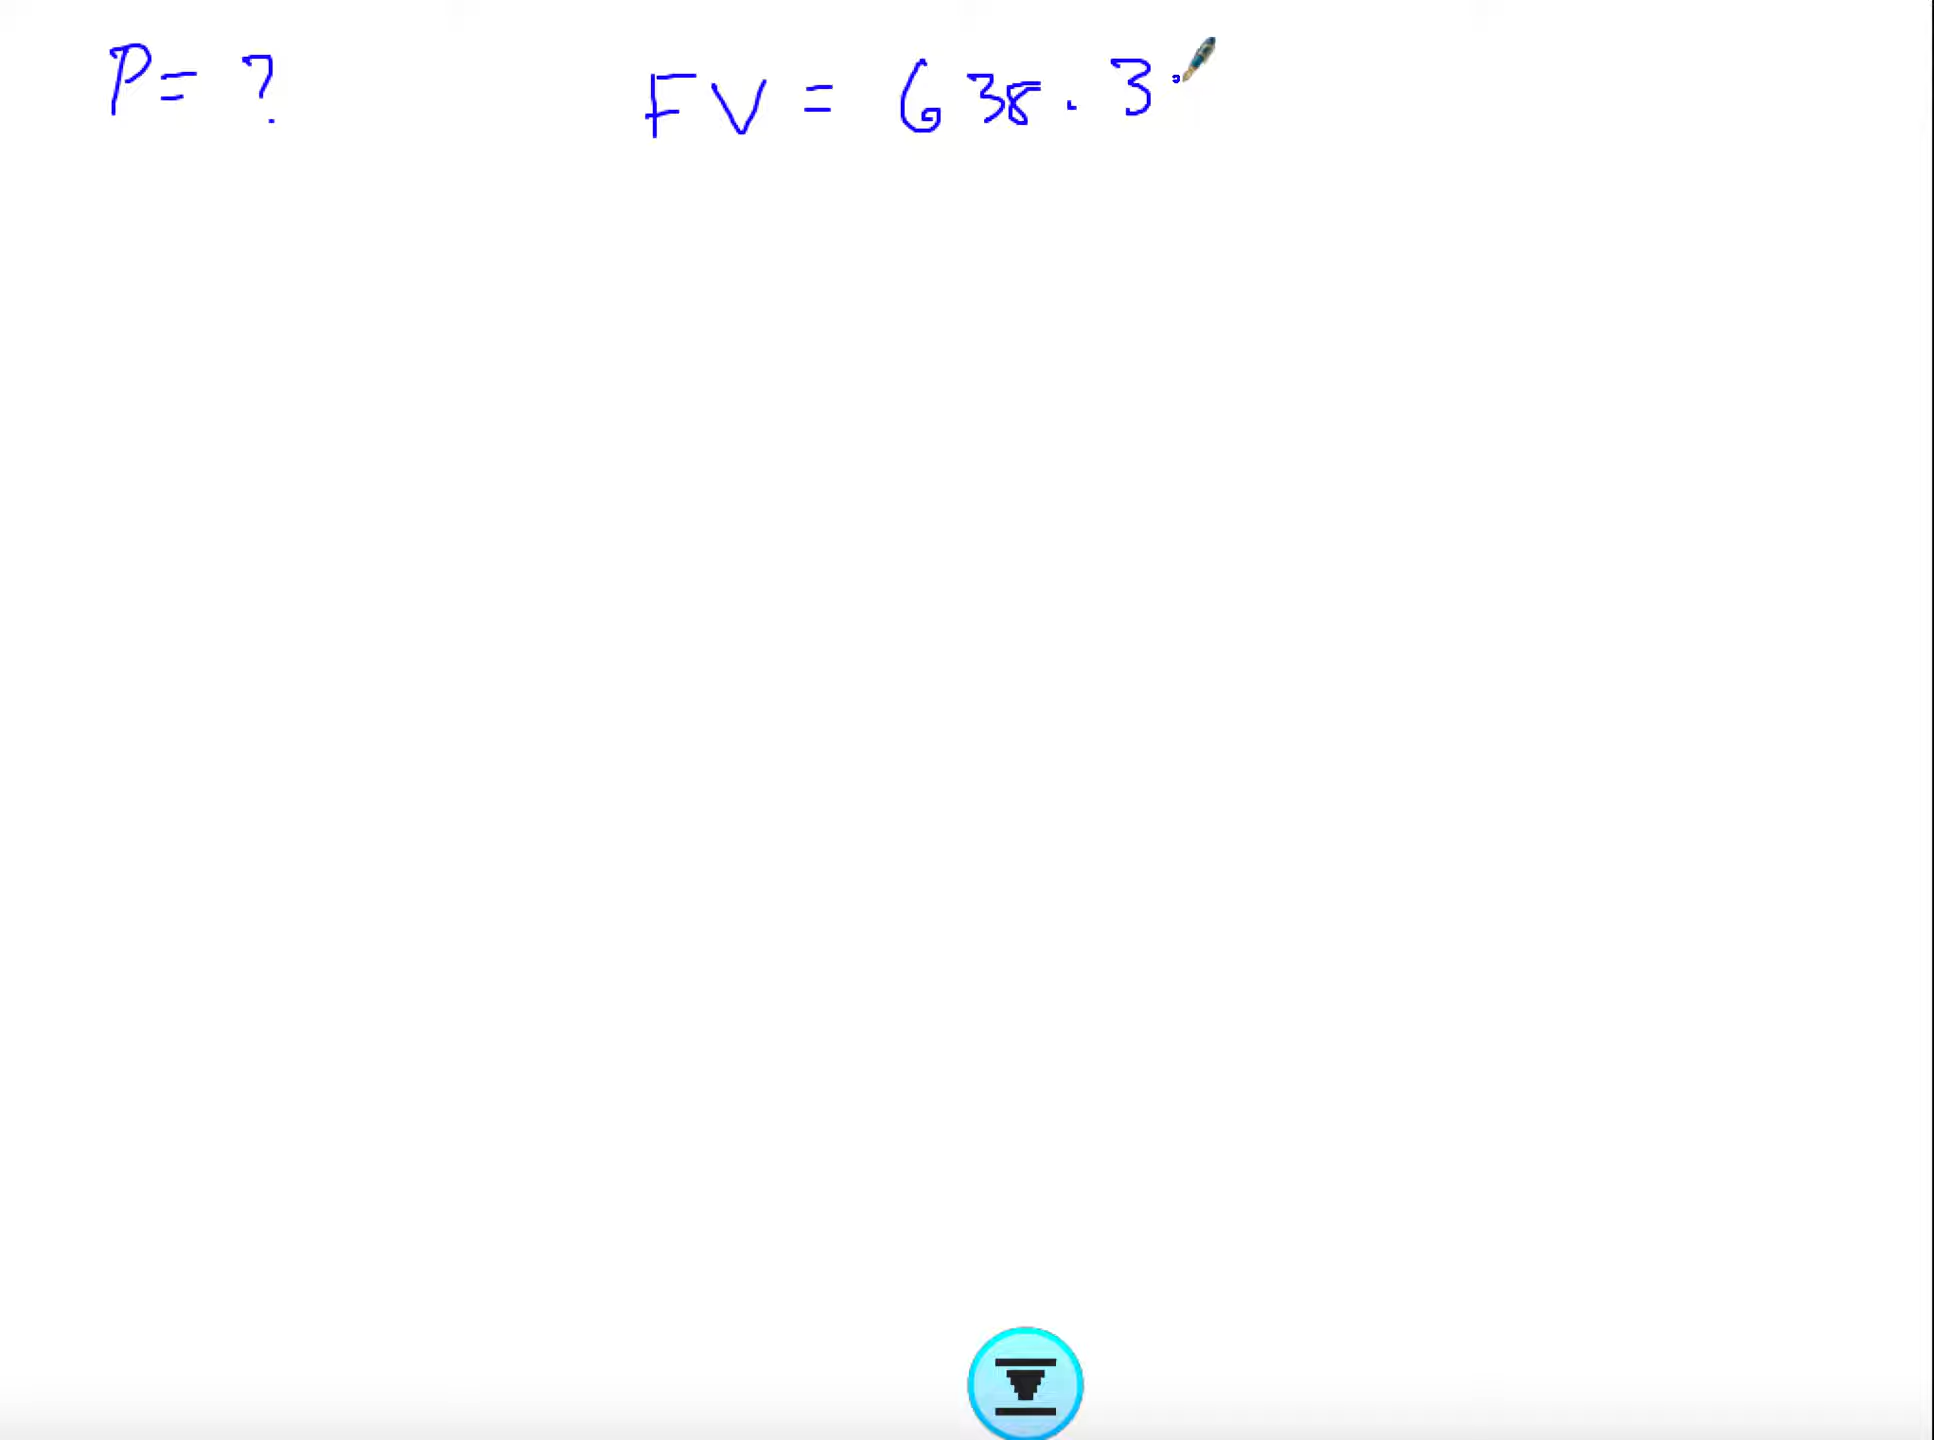 P = ? FV = 638.3